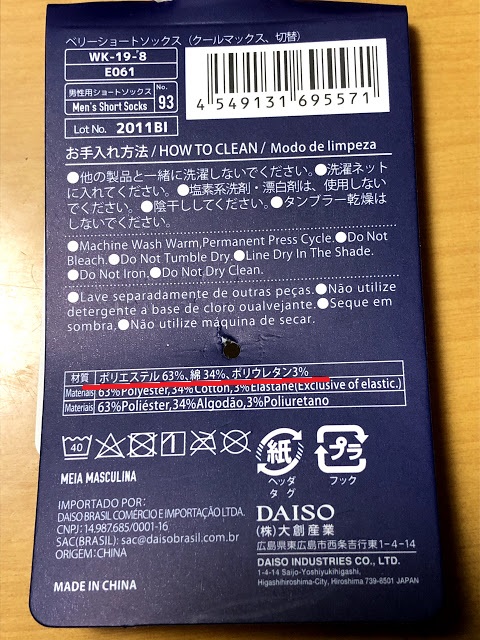 ベリーショートソックス（クールマックス、切替）
WK-19-8
E061
男性用ショートソックス
Men's Short Socks
No.
93
Lot No. 2011BI
4 549131 695571
お手入れ方法 / HOW TO CLEAN / Modo de limpeza
●他の製品と一緒に洗濯しないでください。●洗濯ネット
に入れてください。●塩素系洗剤・漂白剤は、使用しない
でください。●陰干ししてください。●タンブラー乾燥は
しないでください。
●Machine Wash Warm,Permanent Press Cycle.●Do Not
Bleach.●Do Not Tumble Dry.●Line Dry In The Shade.
●Do Not Iron.●Do Not Dry Clean.
●Lave separadamente de outras peças.●Não utilize
detergente a base de cloro oualvejante.●Seque em
sombra.●Não utilize máquina de secar.
材質 ポリエステル 63%、綿 34%、ポリウレタン3%
Materiais 63%Polyester,34%Cotton,3%Elastane(Exclusive of elastic.)
Materiais 63%Poliéster,34%Algodão,3%Poliuretano
40
紙
ヘッダ
タグ
プラ
フック
MEIA MASCULINA
IMPORTADO POR:
DAISO BRASIL COMÉRCIO E IMPORTAÇÃO LTDA.
CNPJ: 14.987.685/0001-16
SAC(BRASIL): sac@daisobrasil.com.br
ORIGEM: CHINA
MADE IN CHINA
DAISO
(株)大創産業
広島県東広島市西条吉行東1-4-14
DAISO INDUSTRIES CO., LTD.
1-4-14 Saijo-Yoshiyukihigashi,
Higashihiroshima-City, Hiroshima 739-8501 JAPAN